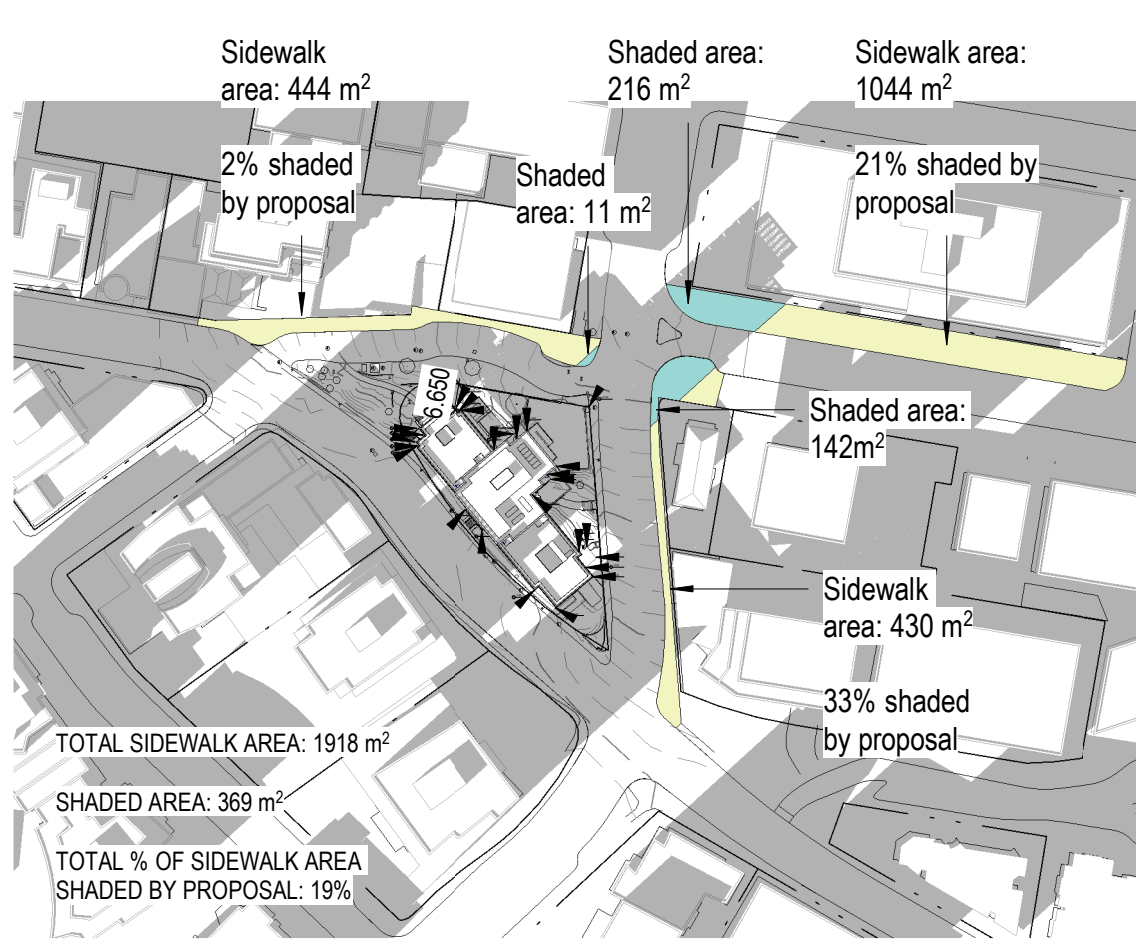 Sidewalk
area: 444 m²
Shaded area:
216 m²
Sidewalk area:
1044 m²
2% shaded
by proposal
Shaded
area: 11 m²
21% shaded by
proposal
6.650
Shaded area:
142m²
Sidewalk
area: 430 m²
33% shaded
by proposal
TOTAL SIDEWALK AREA: 1918 m²
SHADED AREA: 369 m²
TOTAL % OF SIDEWALK AREA
SHADED BY PROPOSAL: 19%